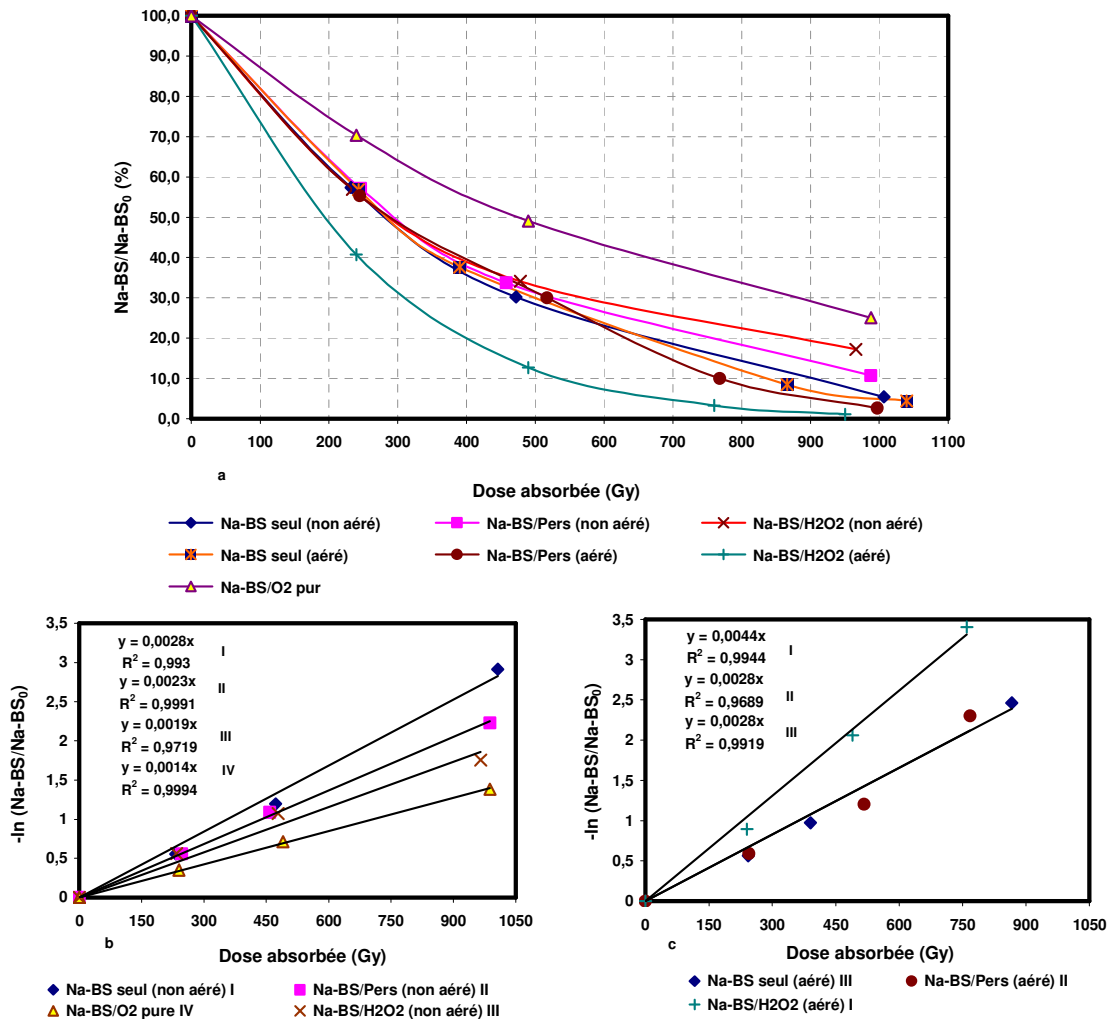 100,0
90,0
80,0
70,0
60,0
50,0
40,0
30,0
20,0
10,0
0,0
Na-BS/Na-BS0 (%)
0 100 200 300 400 500 600 700 800 900 1000 1100
a
Dose absorbée (Gy)
Na-BS seul (non aéré) Na-BS/Pers (non aéré) Na-BS/H2O2 (non aéré)
Na-BS seul (aéré) Na-BS/Pers (aéré) Na-BS/H2O2 (aéré)
Na-BS/O2 pur
3,5
3
2,5
2
1,5
1
0,5
0
-ln (Na-BS/Na-BS0)
y = 0,0028x
R2 = 0,993 I
y = 0,0023x
II
R2 = 0,9991
y = 0,0019x
III
R2 = 0,9719
y = 0,0014x IV
R2 = 0,9994
0 150 300 450 600 750 900 1050
b
Dose absorbée (Gy)
Na-BS seul (non aéré) I Na-BS/Pers (non aéré) II
Na-BS/O2 pure IV Na-BS/H2O2 (non aéré) III
3,5
3
2,5
2
1,5
1
0,5
0
-ln (Na-BS/Na-BS0)
y = 0,0044x
I
R2 = 0,9944
y = 0,0028x
II
R2 = 0,9689
y = 0,0028x
III
R2 = 0,9919
0 150 300 450 600 750 900 1050
c
Dose absorbée (Gy)
Na-BS seul (aéré) III Na-BS/Pers (aéré) II
Na-BS/H2O2 (aéré) I